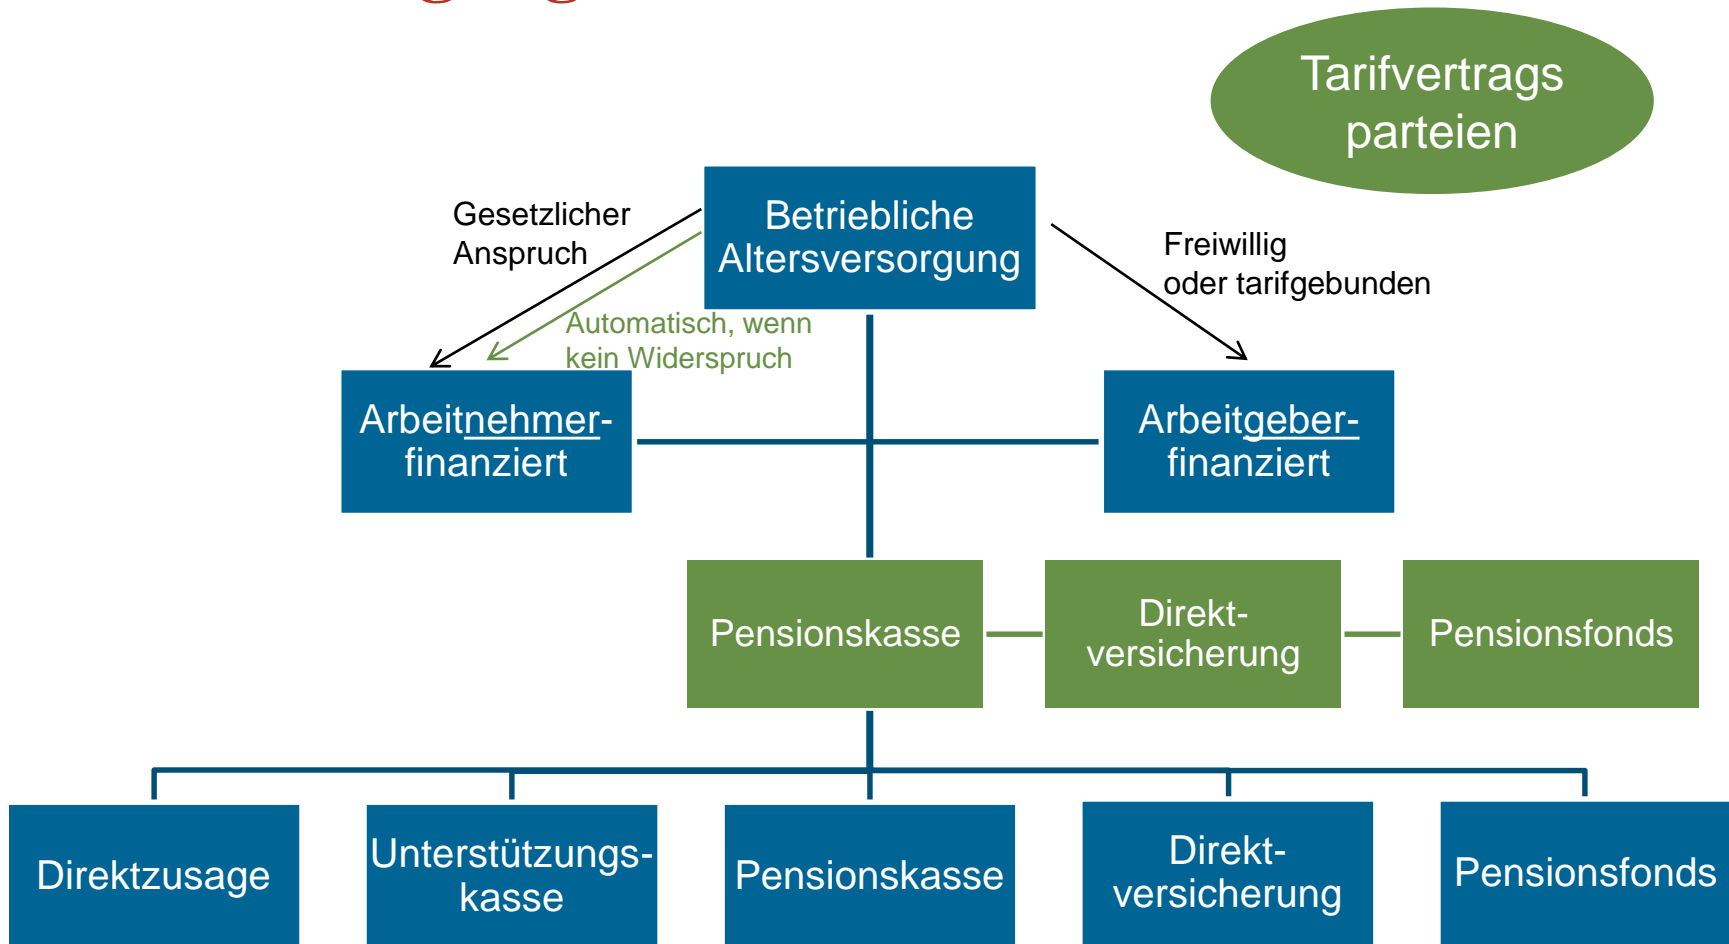 Tarifvertrags
parteien
Betriebliche
Altersversorgung
Gesetzlicher
Anspruch
Freiwillig
oder tarifgebunden
Automatisch, wenn
kein Widerspruch
Arbeitnehmer-
finanziert
Arbeitgeber-
finanziert
Pensionskasse
Direkt-
versicherung
Pensionsfonds
Direktzusage
Unterstützungs-
kasse
Pensionskasse
Direkt-
versicherung
Pensionsfonds